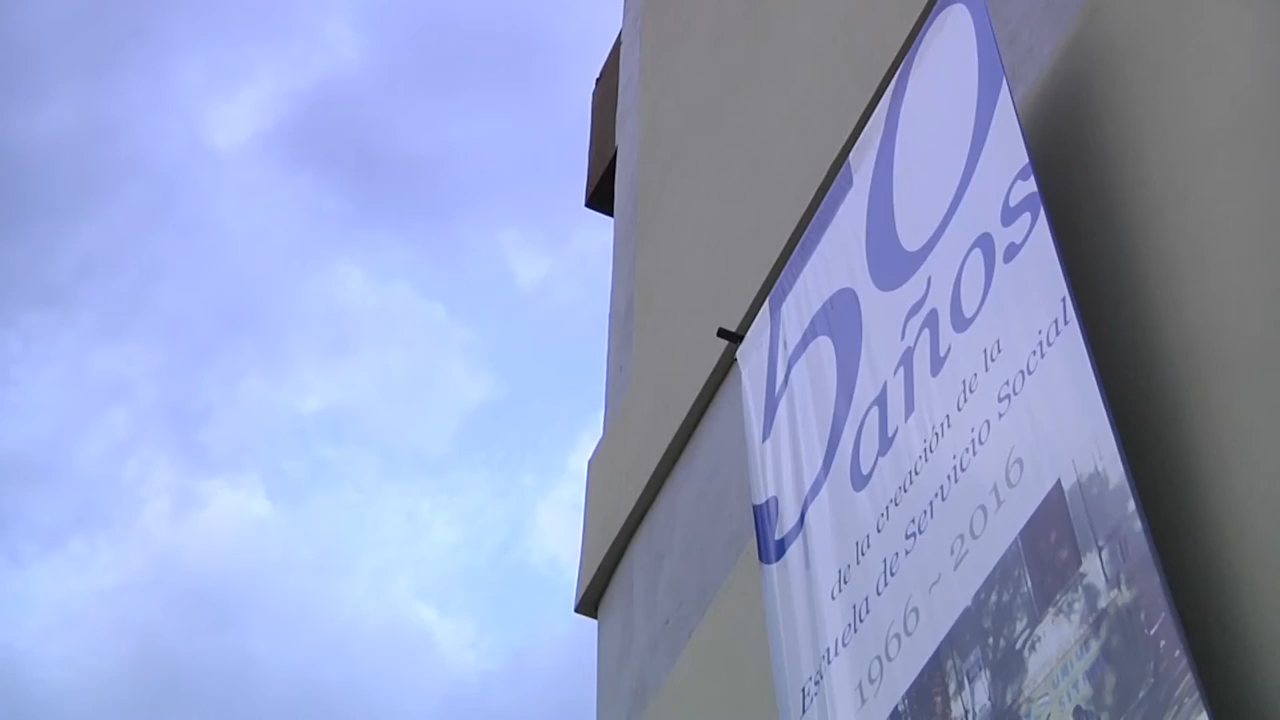 50
años
de la creación de la
Escuela de Servicio Social
1966 ~ 2016